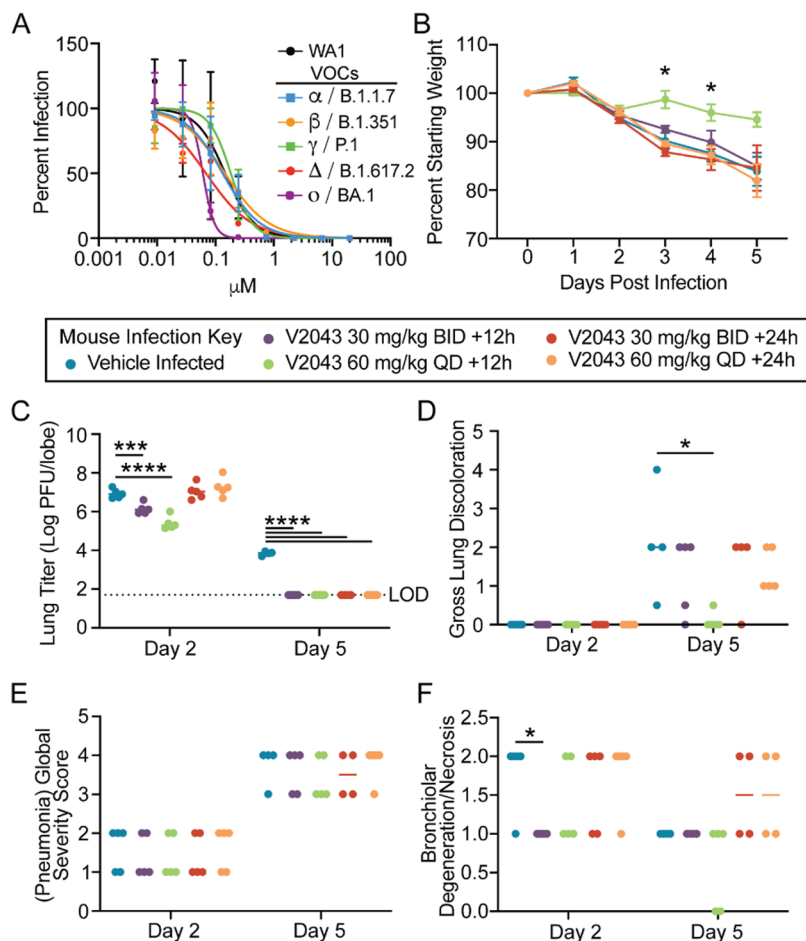 A
Percent Infection
150
100
50
0
0.001
0.01
0.1
1
10
100
μM
WA1
VOCs
α / B.1.1.7
β / B.1.351
γ / P.1
Δ / B.1.617.2
ο / BA.1
B
Percent Starting Weight
110
100
90
80
70
* *
0 1 2 3 4 5
Days Post Infection
Mouse Infection Key
Vehicle Infected
V2043 30 mg/kg BID +12h
V2043 60 mg/kg QD +12h
V2043 30 mg/kg BID +24h
V2043 60 mg/kg QD +24h
C
Lung Titer (Log PFU/lobe)
10
8
6
4
2
0
***
****
****
LOD
Day 2 Day 5
D
Gross Lung Discoloration
5
4
3
2
1
0
*
Day 2 Day 5
E
(Pneumonia) Global
Severity Score
5
4
3
2
1
0
Day 2 Day 5
F
Bronchiolar
Degeneration/Necrosis
2.5
2.0
1.5
1.0
0.5
0.0
*
Day 2 Day 5